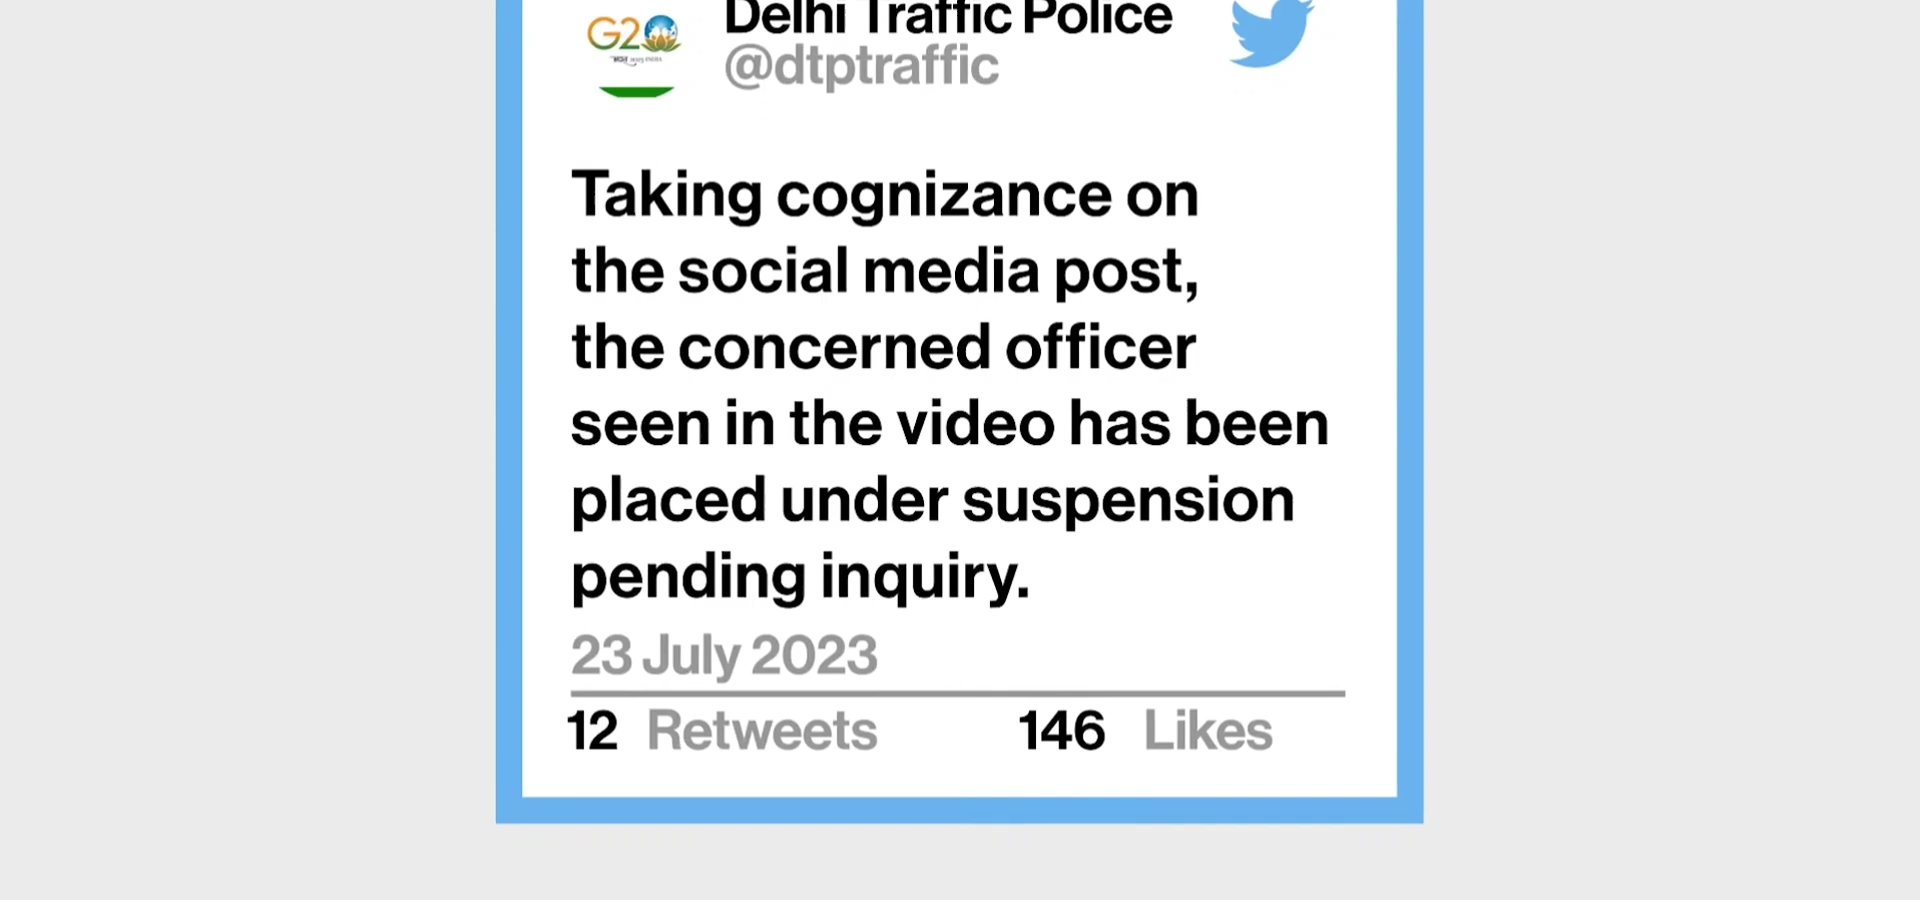 Delhi Traffic Police
G20
@dtptraffic
Taking cognizance on
the social media post,
the concerned officer
seen in the video has been
placed under suspension
pending inquiry.
23 July 2023
12 Retweets 146 Likes